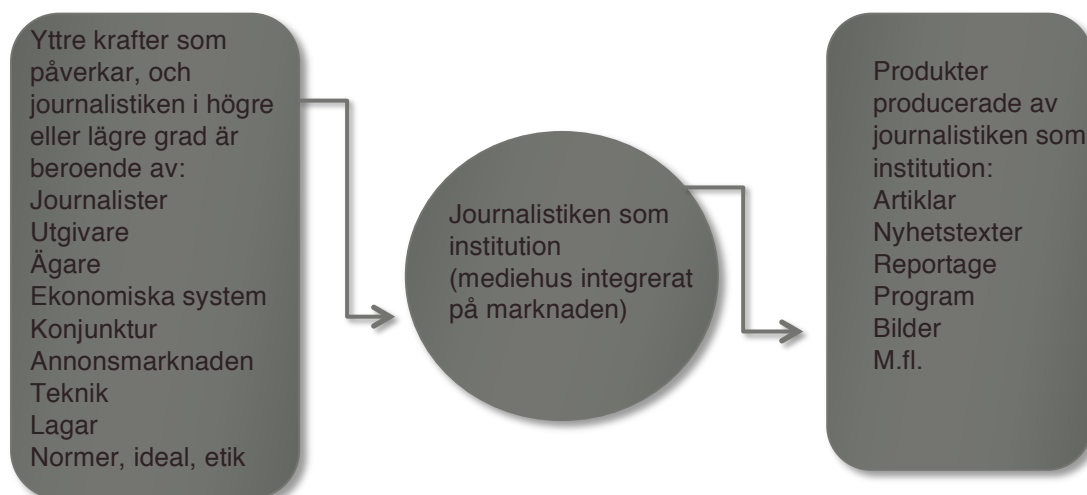 Yttre krafter som
påverkar, och
journalistiken i högre
eller lägre grad är
beroende av:
Journalister
Utgivare
Ägare
Ekonomiska system
Konjunktur
Annonsmarknaden
Teknik
Lagar
Normer, ideal, etik
Journalistiken som
institution
(mediehus integrerat
på marknaden)
Produkter
producerade av
journalistiken som
institution:
Artiklar
Nyhetstexter
Reportage
Program
Bilder
M.fl.